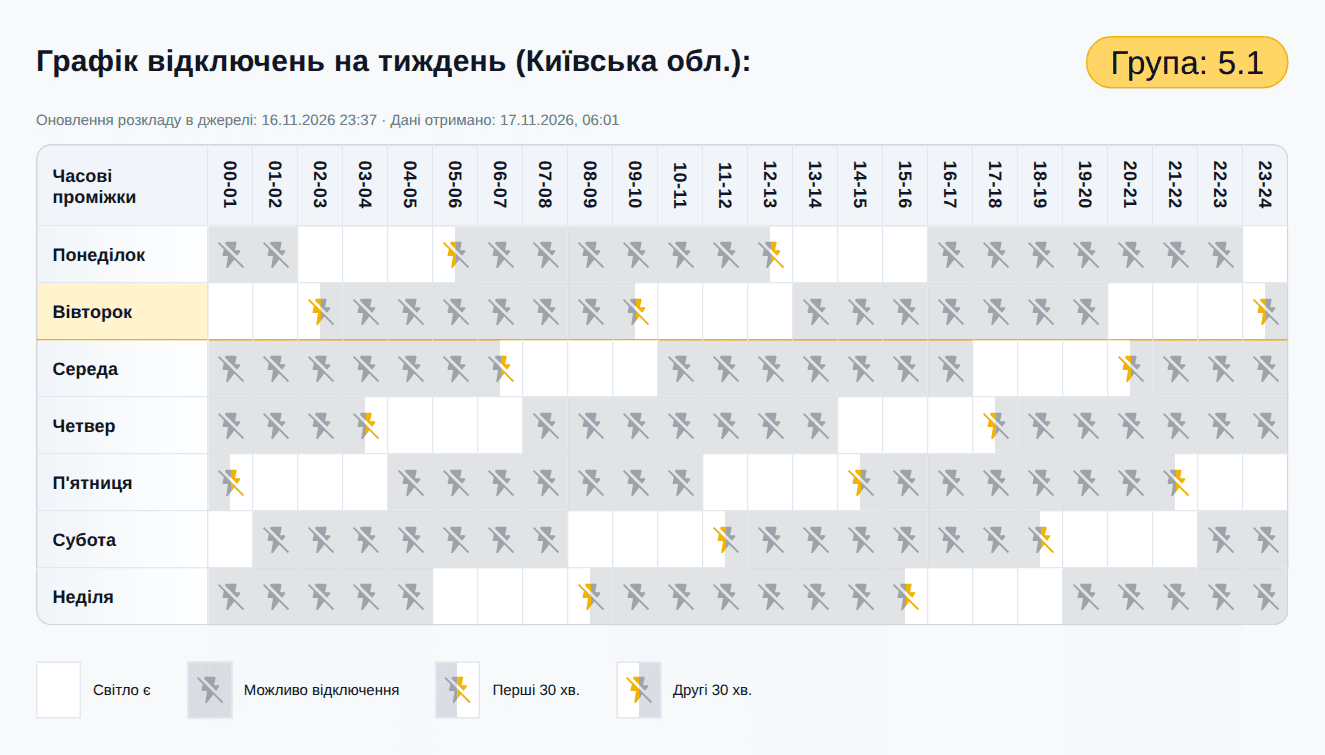 Графік відключень на тиждень (Київська обл.):
Група: 5.1
Оновлення розкладу в джерелі: 16.11.2026 23:37 · Дані отримано: 17.11.2026, 06:01
Часові
проміжки
00-01 01-02 02-03 03-04 04-05 05-06 06-07 07-08 08-09 09-10 10-11 11-12 12-13 13-14 14-15 15-16 16-17 17-18 18-19 19-20 20-21 21-22 22-23 23-24
Понеділок
Вівторок
Середа
Четвер
П'ятниця
Субота
Неділя
Світло є
Можливо відключення
Перші 30 хв.
Другі 30 хв.